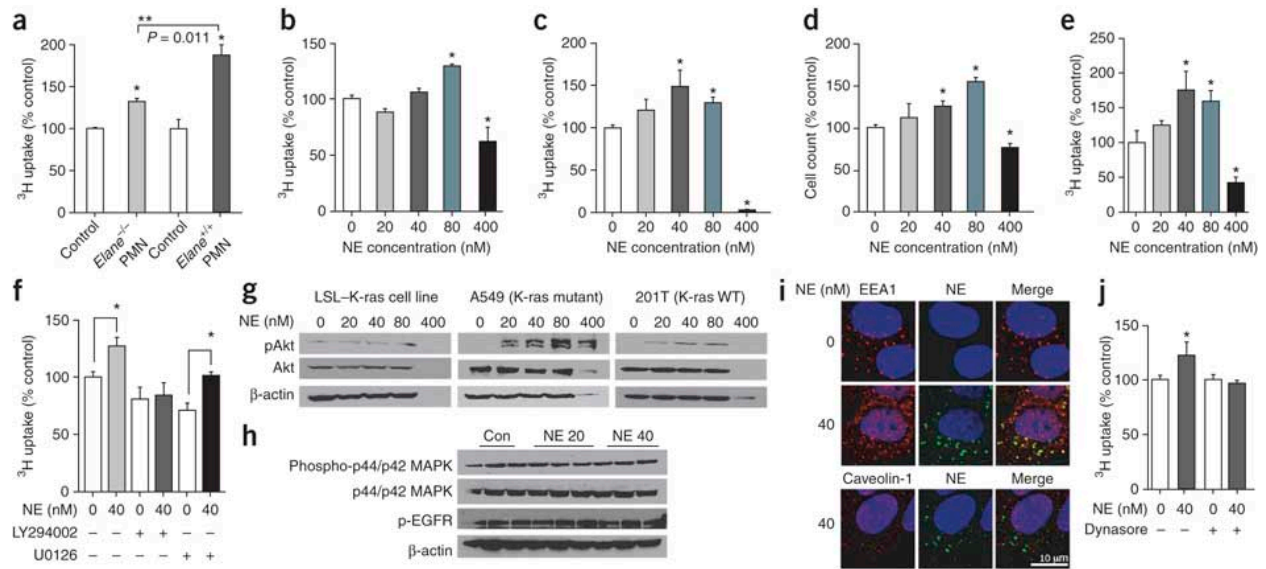 a
³H uptake (% control)
200
150
100
50
0
**
P = 0.011
*
*
Control
Elane–/–
PMN
Control
Elane+/+
PMN
b
³H uptake (% control)
150
100
50
0
*
*
0
20
40
80
400
NE concentration (nM)
c
³H uptake (% control)
200
150
100
50
0
*
*
*
0
20
40
80
400
NE concentration (nM)
d
Cell count (% control)
200
150
100
50
0
*
*
*
0
20
40
80
400
NE concentration (nM)
e
³H uptake (% control)
250
200
150
100
50
0
*
*
*
0
20
40
80
400
NE concentration (nM)
f
³H uptake (% control)
200
150
100
50
0
*
*
NE (nM) 0 40 0 40 0 40
LY294002 – – + + – –
U0126 – – – – + +
g
LSL–K-ras cell line A549 (K-ras mutant) 201T (K-ras WT)
NE (nM) 0 20 40 80 400 0 20 40 80 400 0 20 40 80 400
pAkt
Akt
β-actin
h
Con NE 20 NE 40
Phospho-p44/p42 MAPK
p44/p42 MAPK
p-EGFR
β-actin
i
NE (nM) EEA1 NE Merge
0
40
Caveolin-1 NE Merge
40
10 μm
j
³H uptake (% control)
150
100
50
0
*
0 40 0 40
NE (nM)
Dynasore – – + +